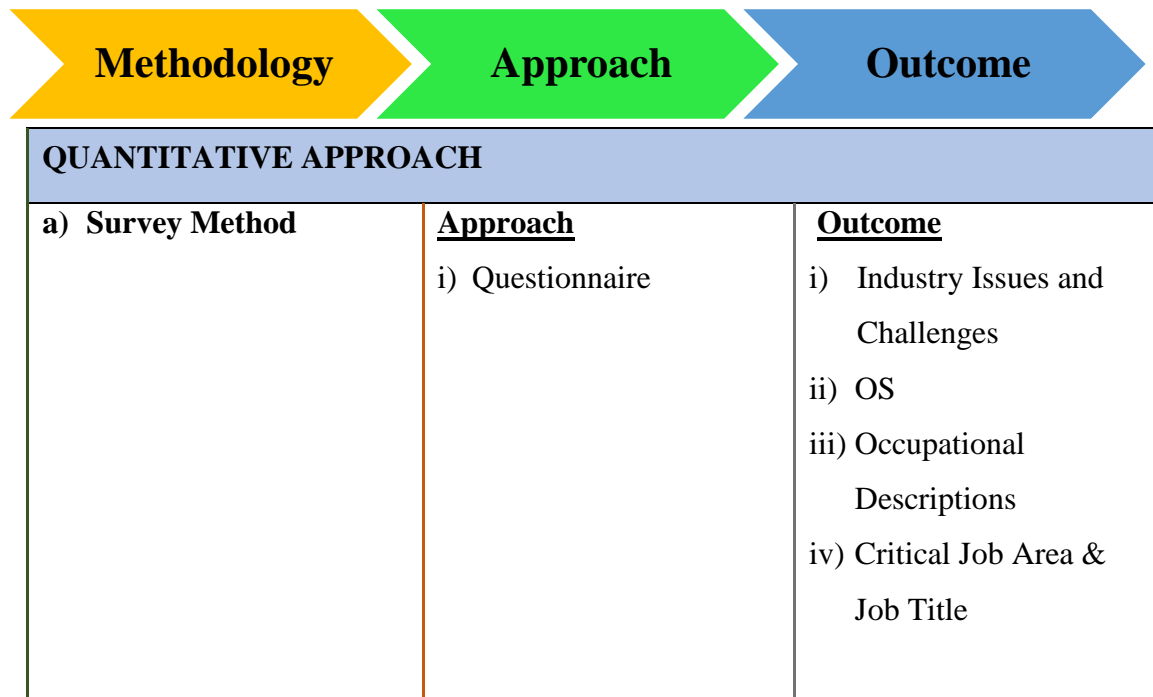 Methodology
Approach
Outcome
QUANTITATIVE APPROACH
a) Survey Method
Approach
i) Questionnaire
Outcome
i) Industry Issues and
Challenges
ii) OS
iii) Occupational
Descriptions
iv) Critical Job Area &
Job Title